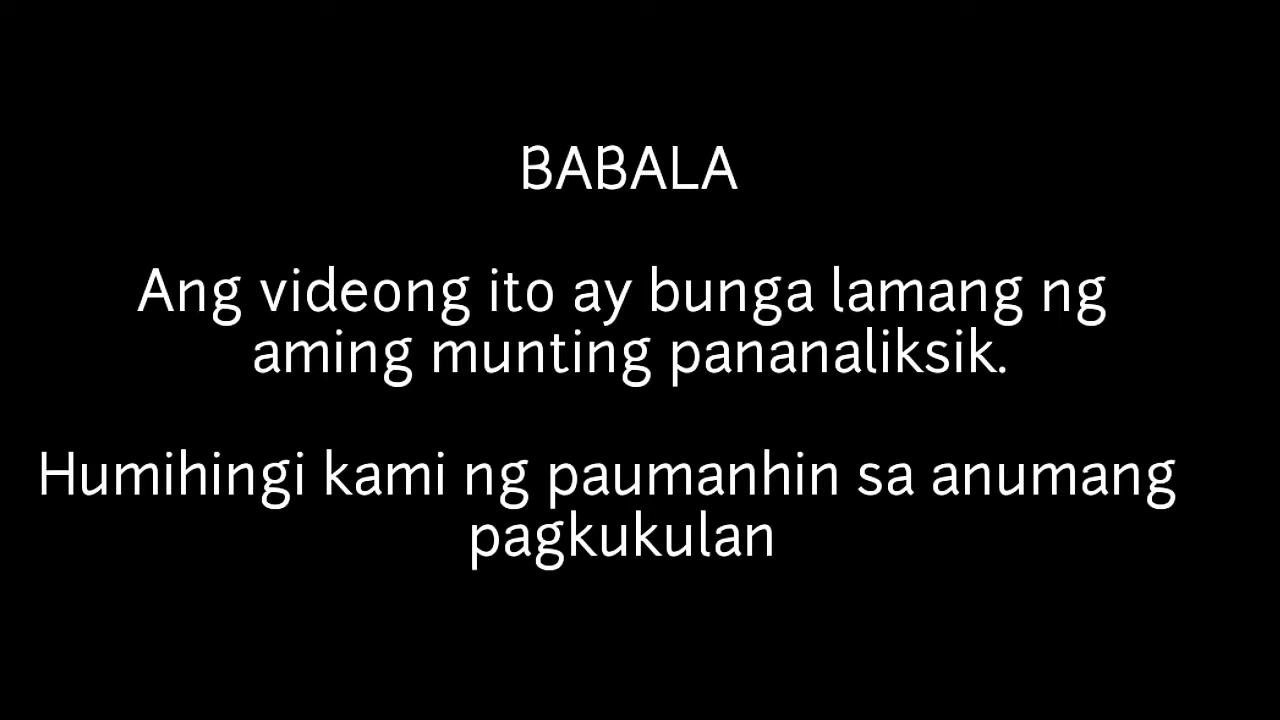 BABALA
Ang videong ito ay bunga lamang ng
aming munting pananaliksik.
Humihingi kami ng paumanhin sa anumang
pagkukulan